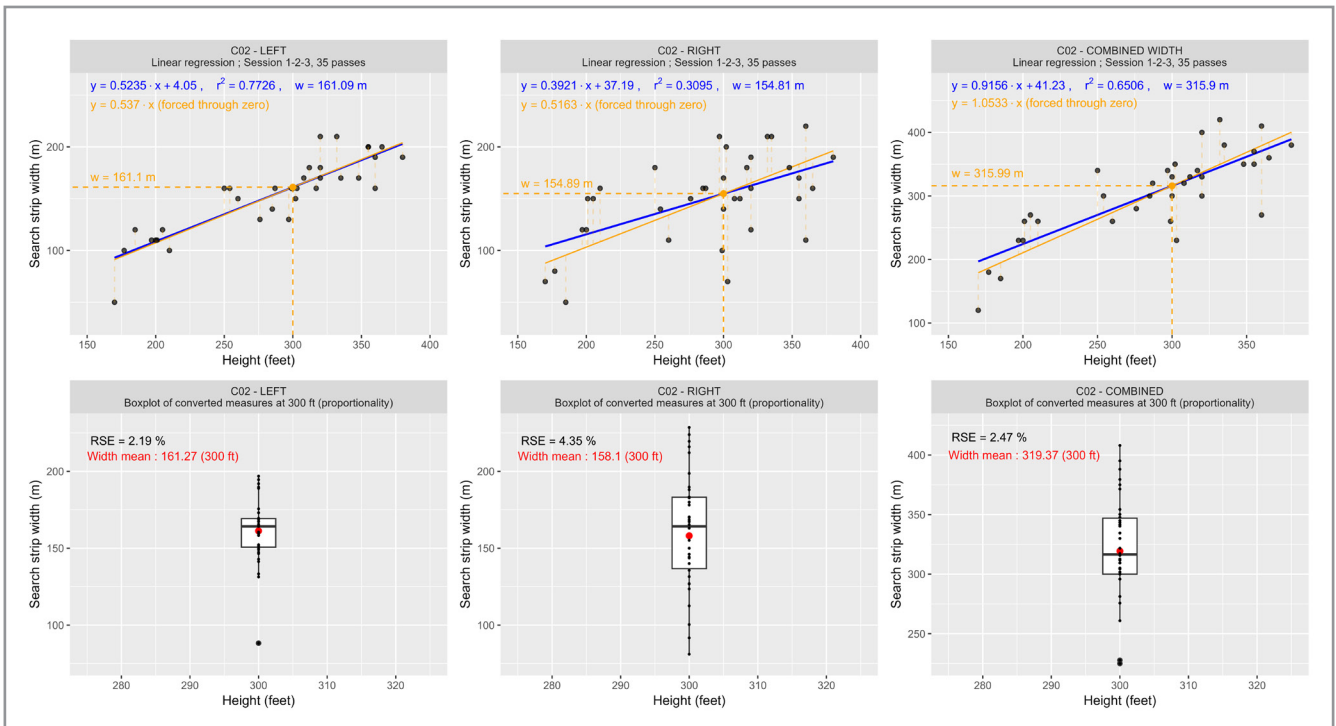 C02 - LEFT
Linear regression ; Session 1-2-3, 35 passes
y = 0.5235 · x + 4.05 , r² = 0.7726 , w = 161.09 m
y = 0.537 · x (forced through zero)
w = 161.1 m
Search strip width (m)
200
100
150 200 250 300 350 400
Height (feet)
C02 - RIGHT
Linear regression ; Session 1-2-3, 35 passes
y = 0.3921 · x + 37.19 , r² = 0.3095 , w = 154.81 m
y = 0.5163 · x (forced through zero)
w = 154.89 m
Search strip width (m)
200
100
150 200 250 300 350 400
Height (feet)
C02 - COMBINED WIDTH
Linear regression ; Session 1-2-3, 35 passes
y = 0.9156 · x + 41.23 , r² = 0.6506 , w = 315.9 m
y = 1.0533 · x (forced through zero)
w = 315.99 m
Search strip width (m)
400
300
200
100
150 200 250 300 350
Height (feet)
C02 - LEFT
Boxplot of converted measures at 300 ft (proportionality)
RSE = 2.19 %
Width mean : 161.27 (300 ft)
Search strip width (m)
200
150
100
280 290 300 310 320
Height (feet)
C02 - RIGHT
Boxplot of converted measures at 300 ft (proportionality)
RSE = 4.35 %
Width mean : 158.1 (300 ft)
Search strip width (m)
200
150
100
280 290 300 310 320
Height (feet)
C02 - COMBINED
Boxplot of converted measures at 300 ft (proportionality)
RSE = 2.47 %
Width mean : 319.37 (300 ft)
Search strip width (m)
400
350
300
250
280 290 300 310 320
Height (feet)